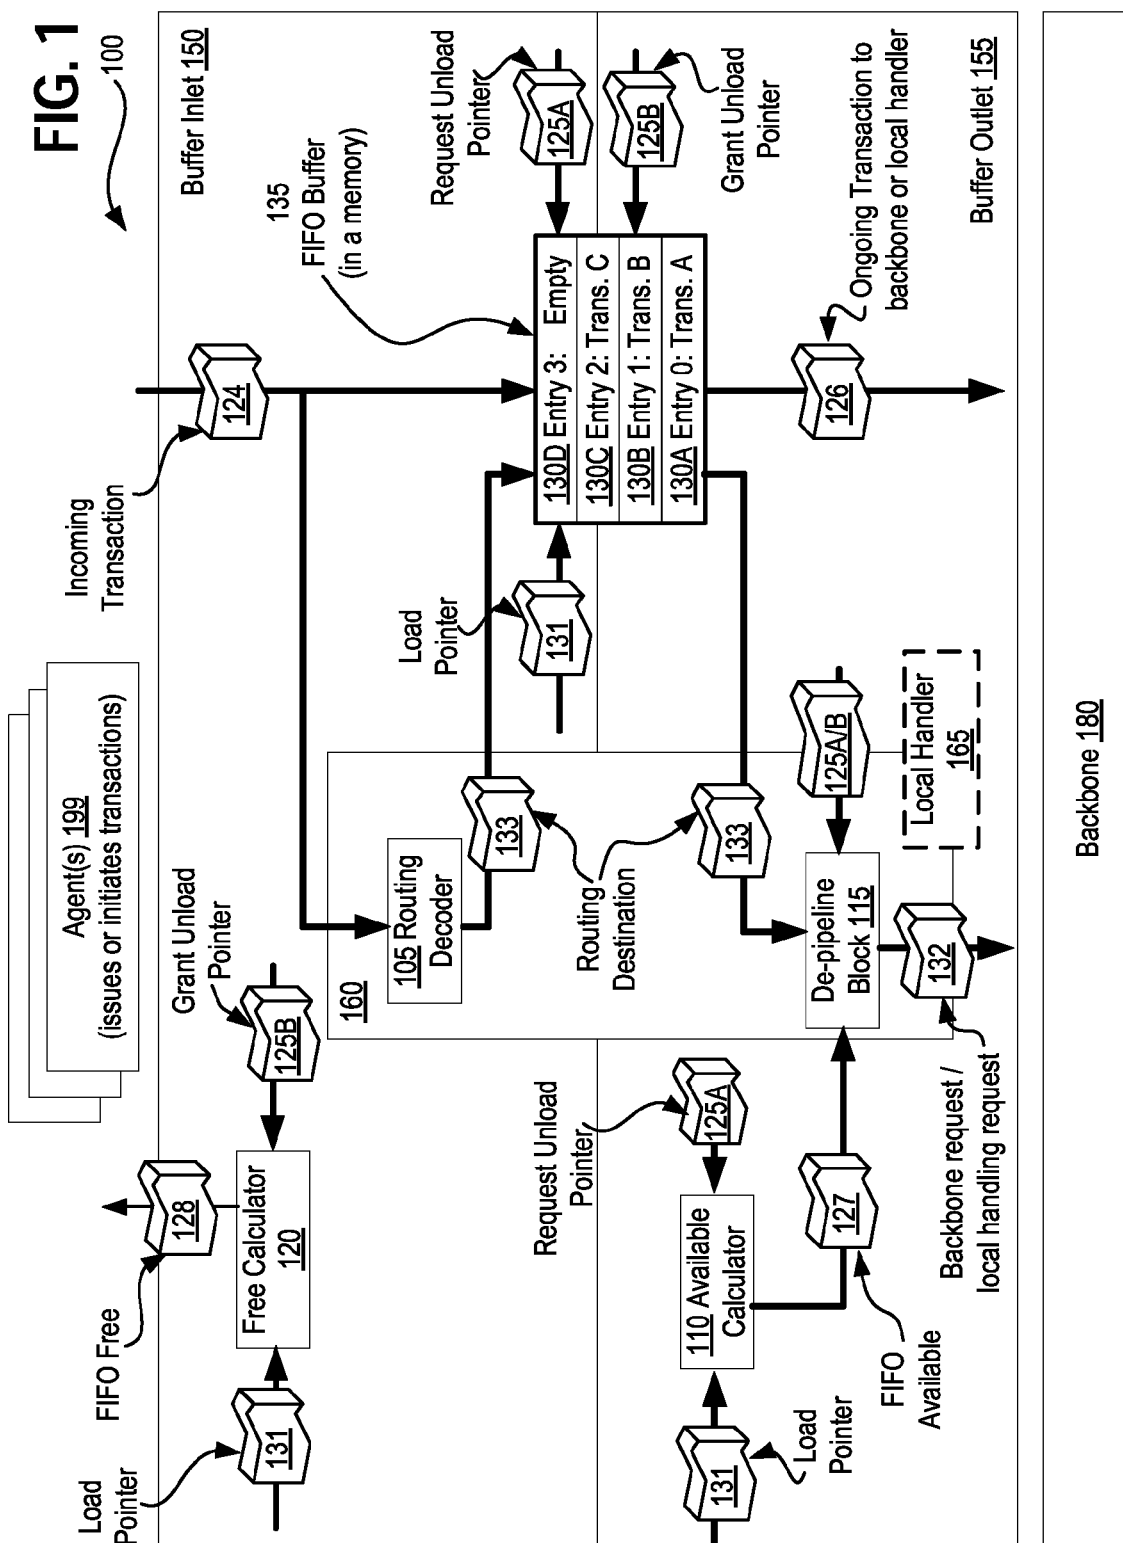 FIG. 1
100
Agent(s) 199
(issues or initiates transactions)
Incoming
Transaction
124
Buffer Inlet 150
FIFO Free
128
Load
Pointer
131
Free Calculator
120
Grant Unload
Pointer
125B
160
105 Routing
Decoder
133
Routing
Destination
133
Load
Pointer
131
135
FIFO Buffer
(in a memory)
Request Unload
Pointer
125A
130D Entry 3: Empty
130C Entry 2: Trans. C
130B Entry 1: Trans. B
130A Entry 0: Trans. A
125B
Grant Unload
Pointer
Request Unload
Pointer
125A
Load
Pointer
131
110 Available
Calculator
127
FIFO
Available
125A/B
De-pipeline
Block 115
Local Handler
165
132
Backbone request /
local handling request
126
Ongoing Transaction to
backbone or local handler
Buffer Outlet 155
Backbone 180